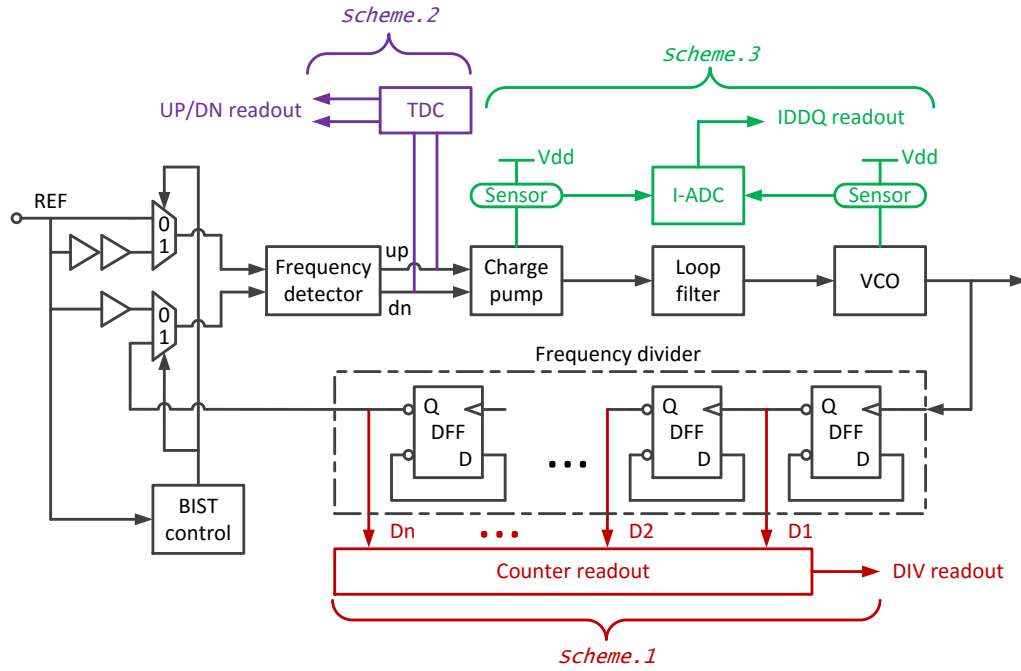 Scheme.2
Scheme.3
UP/DN readout
TDC
IDDQ readout
Vdd
Vdd
Sensor
I-ADC
Sensor
REF
0
1
up
Frequency
detector
Charge
pump
Loop
filter
VCO
dn
0
1
Frequency divider
Q
DFF
D
...
Q
DFF
D
Q
DFF
D
BIST
control
Dn
...
D2
D1
Counter readout
DIV readout
Scheme.1